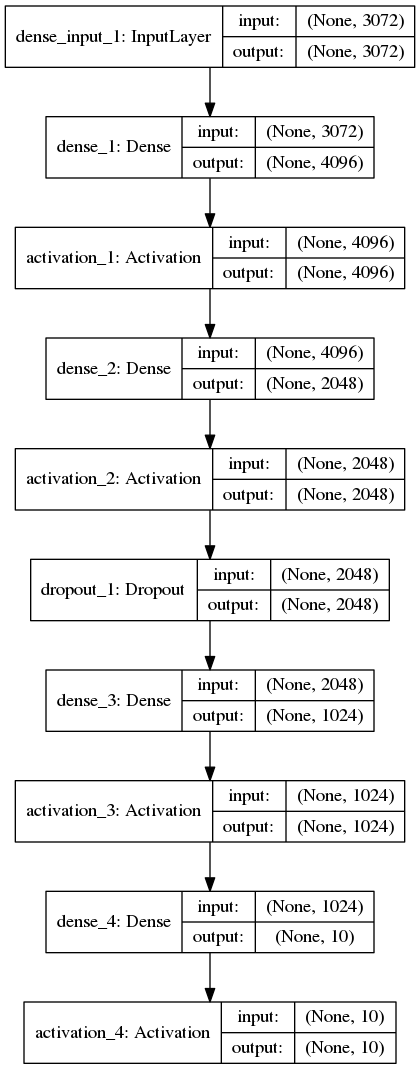 dense_input_1: InputLayer
input: (None, 3072)
output: (None, 3072)
dense_1: Dense
input: (None, 3072)
output: (None, 4096)
activation_1: Activation
input: (None, 4096)
output: (None, 4096)
dense_2: Dense
input: (None, 4096)
output: (None, 2048)
activation_2: Activation
input: (None, 2048)
output: (None, 2048)
dropout_1: Dropout
input: (None, 2048)
output: (None, 2048)
dense_3: Dense
input: (None, 2048)
output: (None, 1024)
activation_3: Activation
input: (None, 1024)
output: (None, 1024)
dense_4: Dense
input: (None, 1024)
output: (None, 10)
activation_4: Activation
input: (None, 10)
output: (None, 10)